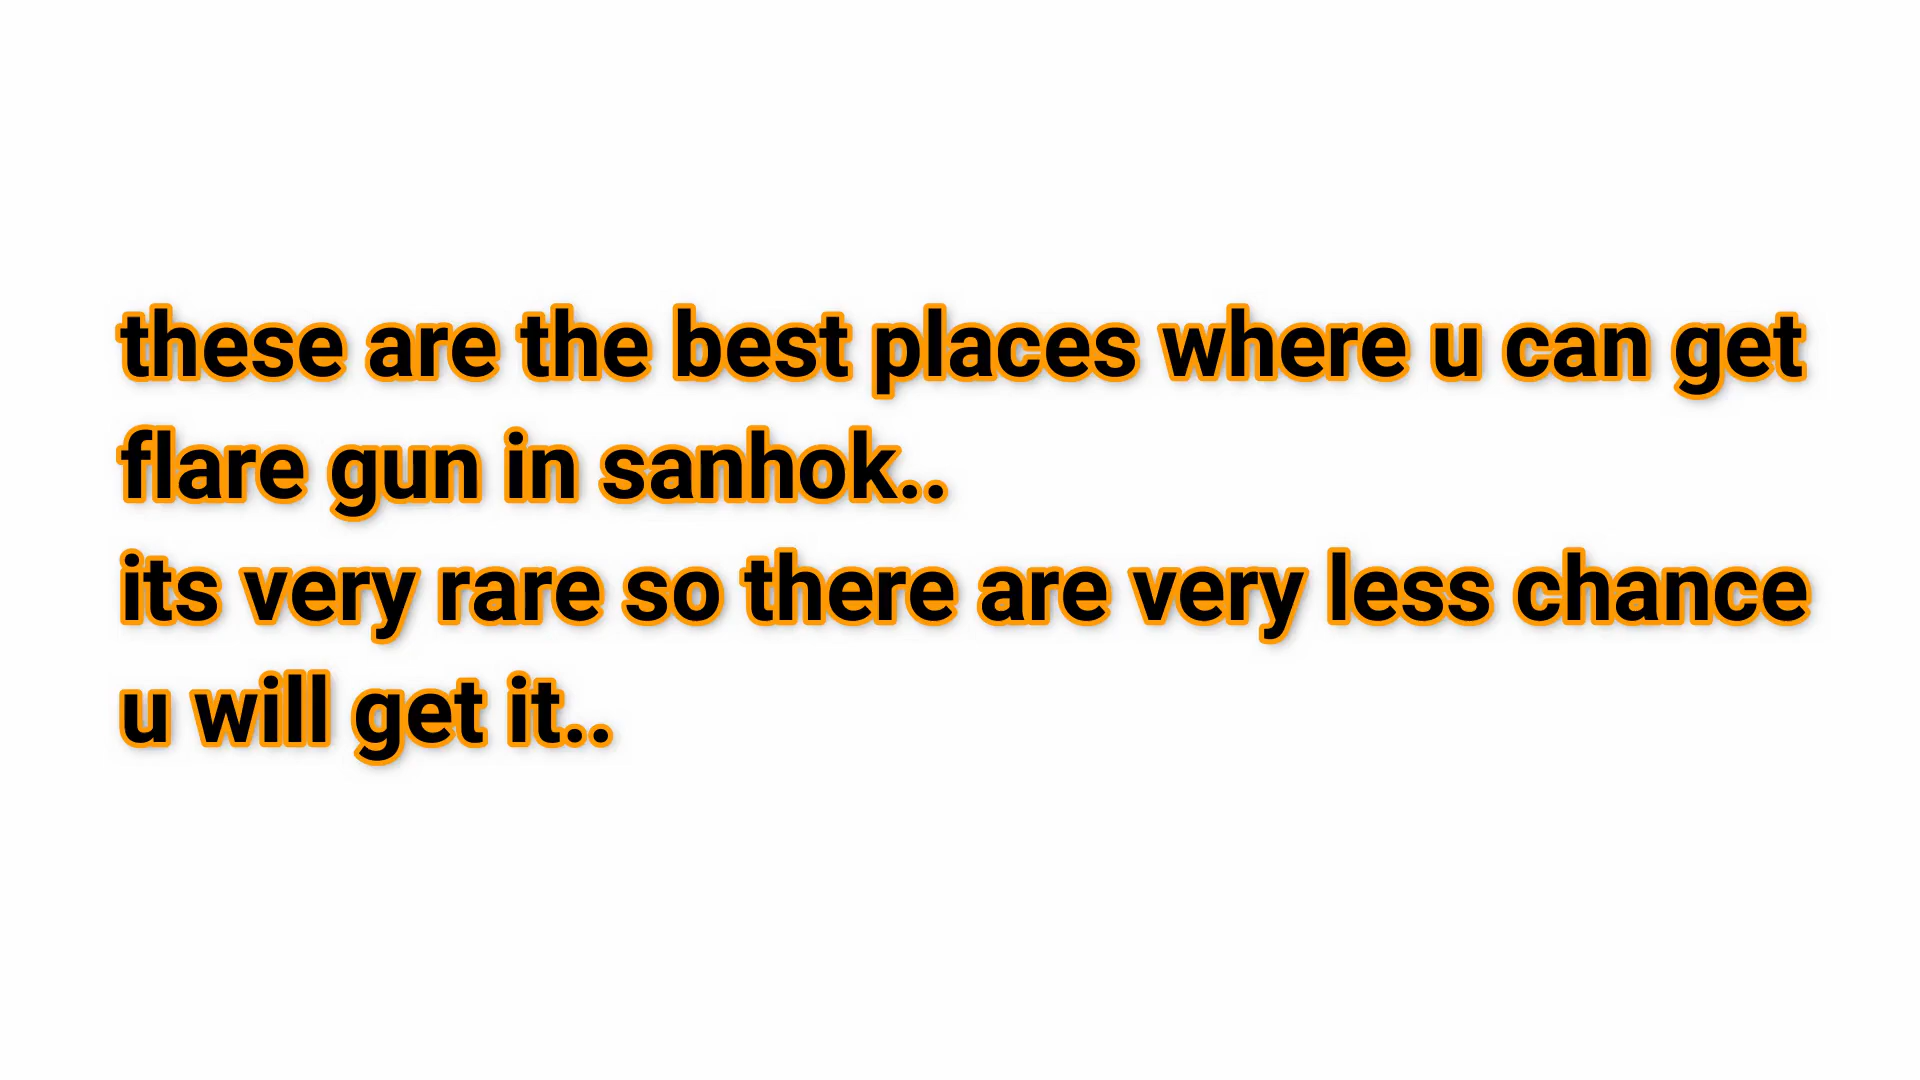 these are the best places where u can get
flare gun in sanhok..
its very rare so there are very less chance
u will get it..